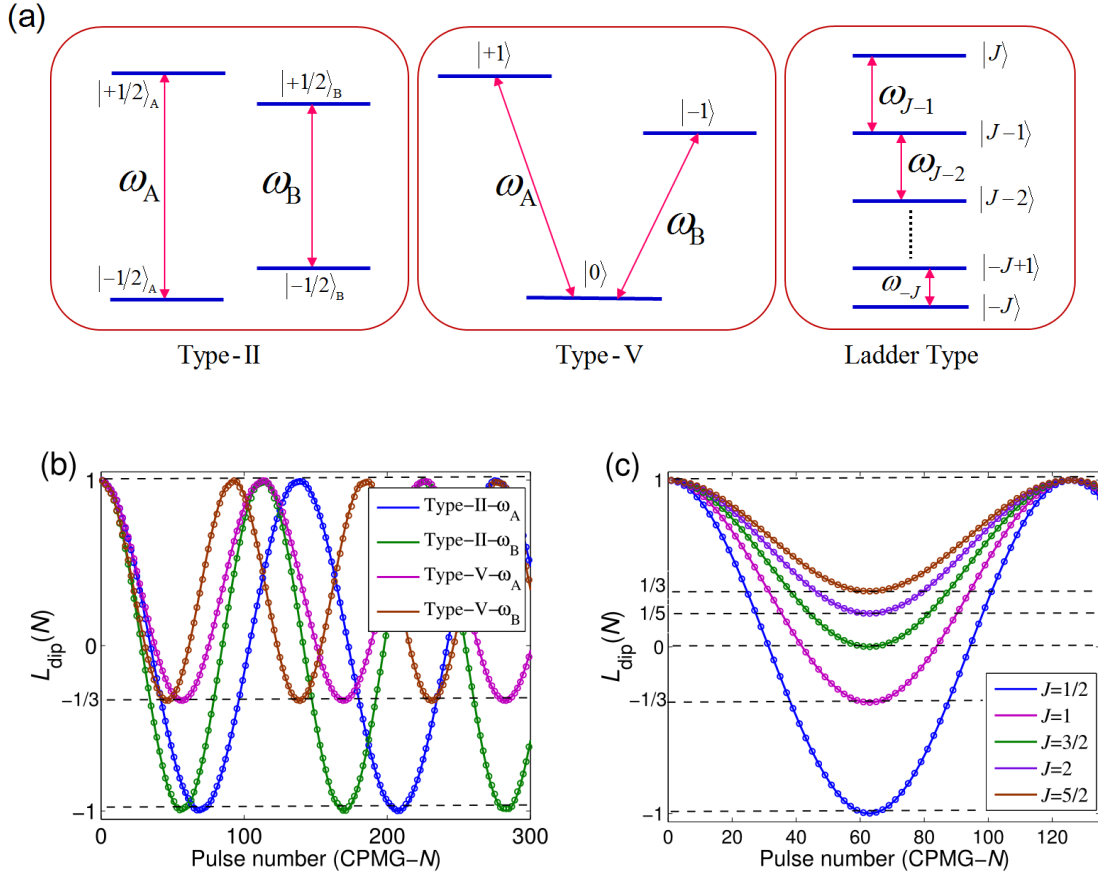 (a)
|+1/2⟩A
|+1/2⟩B
ωA
ωB
|−1/2⟩A
|−1/2⟩B
Type-II
|+1⟩
|−1⟩
ωA
ωB
|0⟩
Type-V
|J⟩
ωJ−1
|J−1⟩
ωJ−2
|J−2⟩
|−J+1⟩
ω−J
|−J⟩
Ladder Type
(b)
1
0
−1/3
−1
Ldip(N)
0 100 200 300
Pulse number (CPMG−N)
Type−II−ωA
Type−II−ωB
Type−V−ωA
Type−V−ωB
(c)
1
1/3
1/5
0
−1/3
−1
Ldip(N)
0 20 40 60 80 100 120
Pulse number (CPMG−N)
J=1/2
J=1
J=3/2
J=2
J=5/2